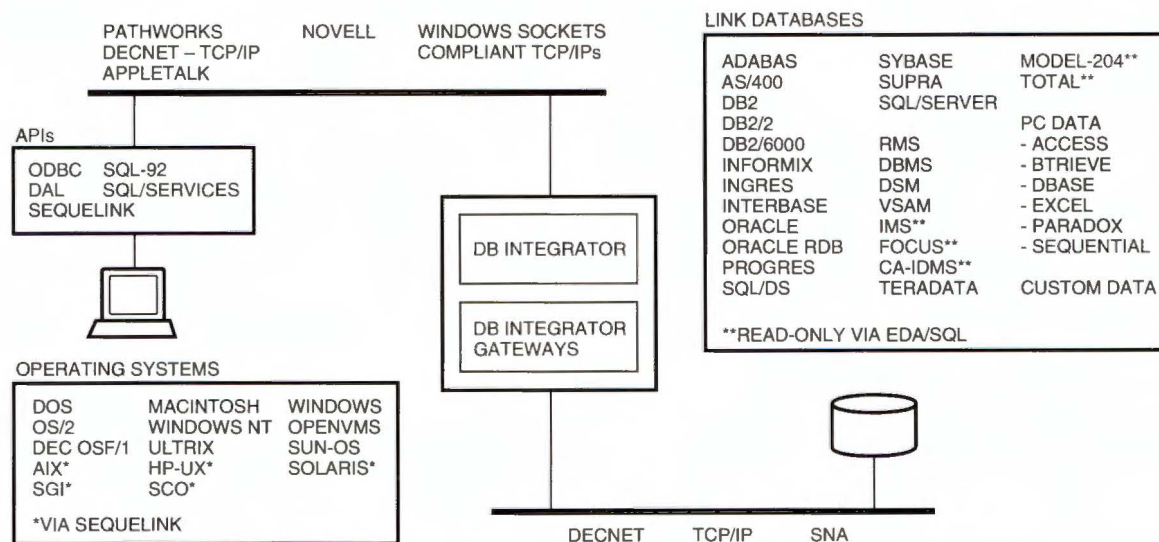 PATHWORKS NOVELL WINDOWS SOCKETS
DECNET – TCP/IP COMPLIANT TCP/IPs
APPLETALK
APIs
ODBC SQL-92
DAL SQL/SERVICES
SEQUELINK
DB INTEGRATOR
DB INTEGRATOR
GATEWAYS
OPERATING SYSTEMS
DOS MACINTOSH WINDOWS
OS/2 WINDOWS NT OPENVMS
DEC OSF/1 ULTRIX SUN-OS
AIX* HP-UX* SOLARIS*
SGI* SCO*
*VIA SEQUELINK
LINK DATABASES
ADABAS SYBASE MODEL-204**
AS/400 SUPRA TOTAL**
DB2 SQL/SERVER
DB2/2 PC DATA
DB2/6000 RMS - ACCESS
INFORMIX DBMS - BTRIEVE
INGRES DSM - DBASE
INTERBASE VSAM - EXCEL
ORACLE IMS** - PARADOX
ORACLE RDB FOCUS** - SEQUENTIAL
PROGRES CA-IDMS**
SQL/DS TERADATA CUSTOM DATA
**READ-ONLY VIA EDA/SQL
DECNET TCP/IP SNA